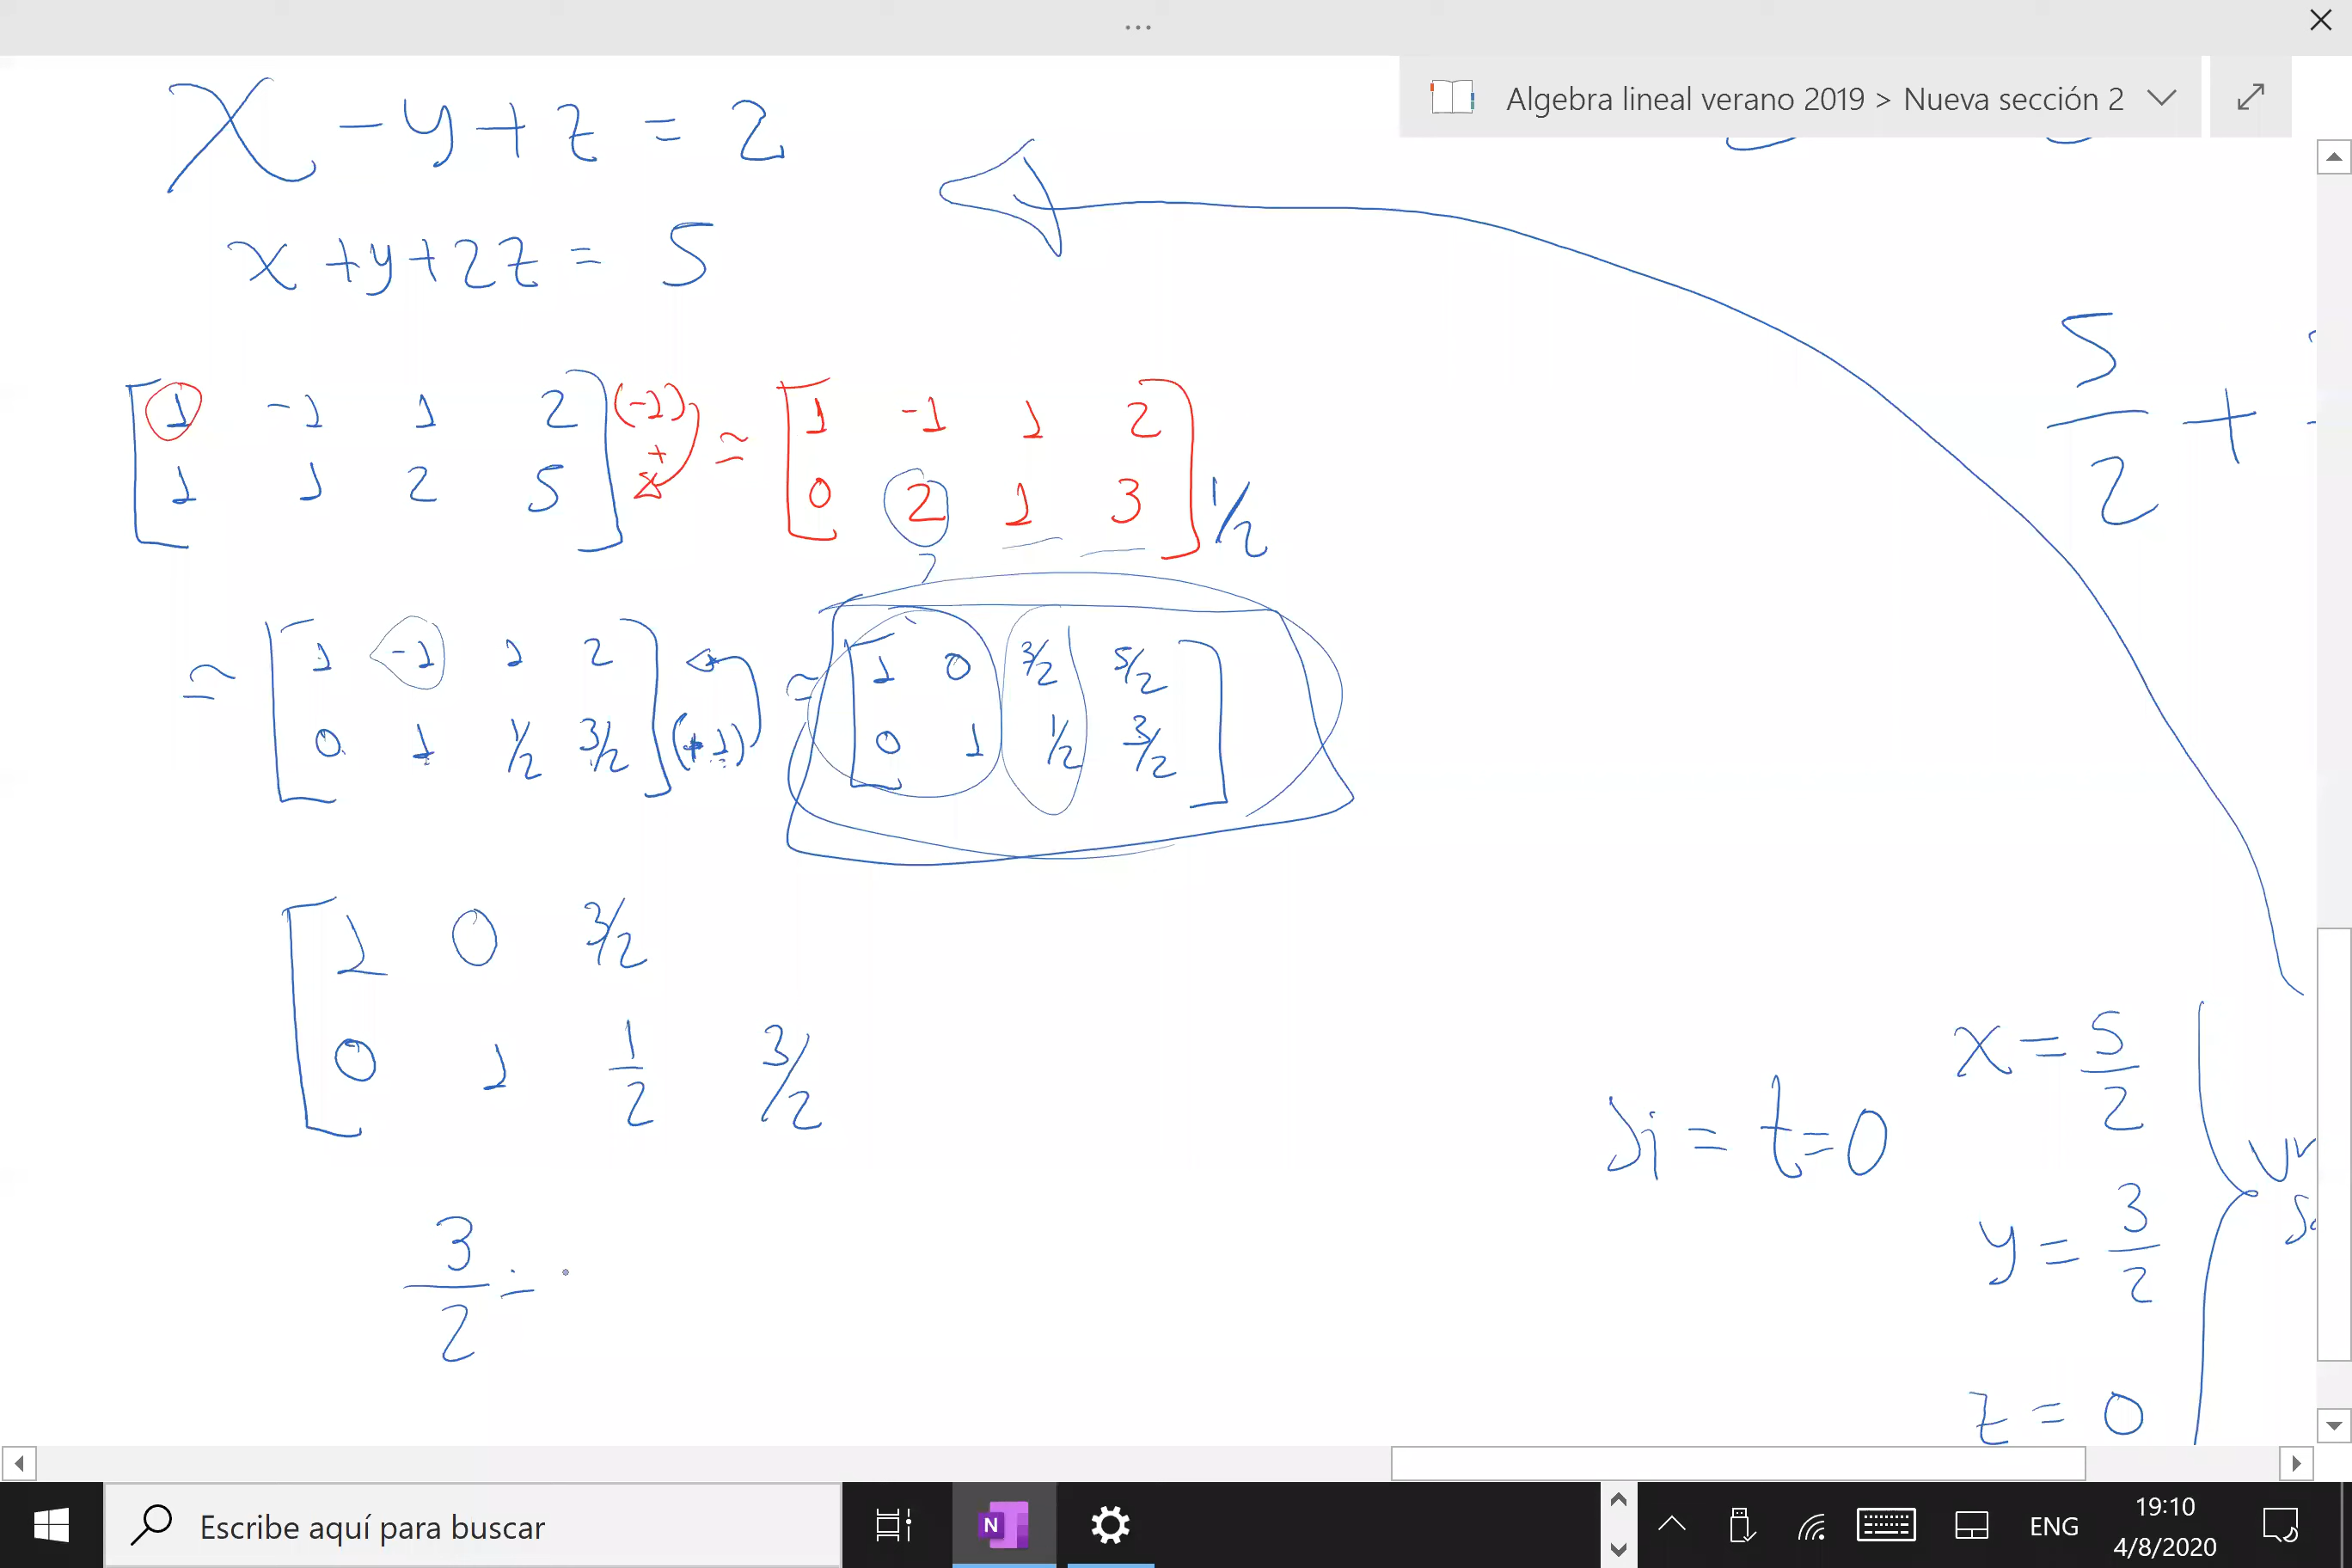 ...
Algebra lineal verano 2019 > Nueva sección 2
x - y + z = 2
x + y + 2z = 5
5/2 +
1 -1 1 2 (-1) ≃ 1 -1 1 2
1 1 2 5 + 0 2 1 3 1/2
≃ 1 -1 1 2 ≃ 1 0 3/2 5/2
0 1 1/2 3/2 (+1) 0 1 1/2 3/2
1 0 3/2
0 1 1/2 3/2
3/2
x = 5/2
si = t = 0
y = 3/2
z = 0
Escribe aquí para buscar
N
ENG
19:10
4/8/2020